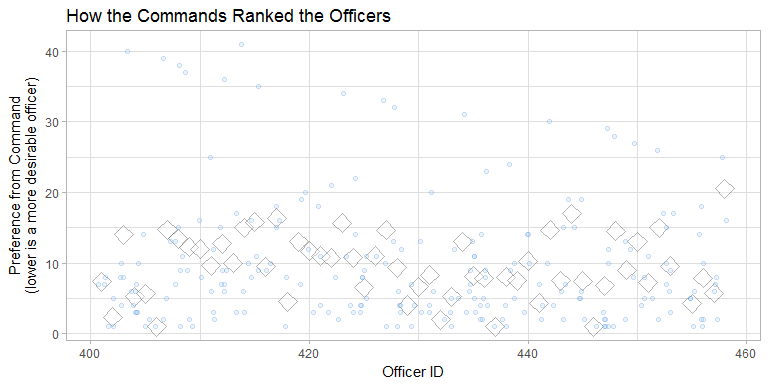 How the Commands Ranked the Officers
Preference from Command
(lower is a more desirable officer)
40
30
20
10
0
400
420
440
460
Officer ID